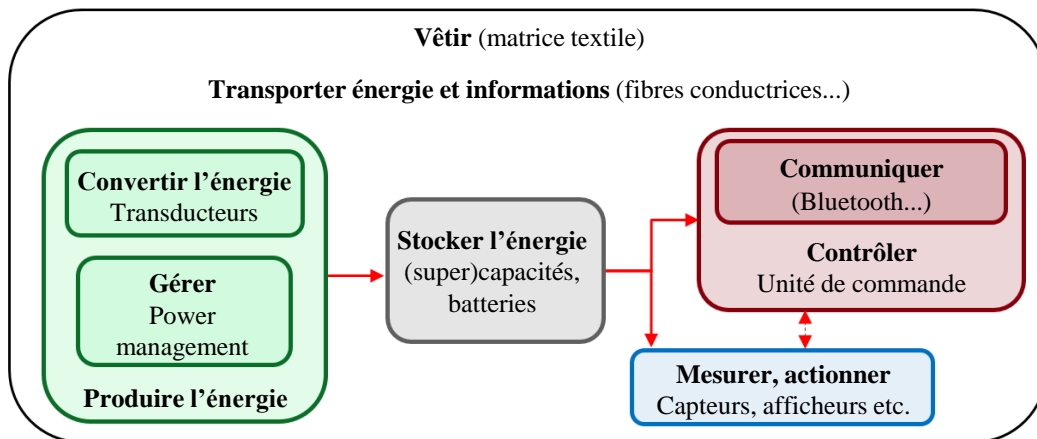 Vêtir (matrice textile)
Transporter énergie et informations (fibres conductrices...)
Convertir l’énergie
Transducteurs
Gérer
Power
management
Produire l’énergie
Stocker l’énergie
(super)capacités,
batteries
Communiquer
(Bluetooth...)
Contrôler
Unité de commande
Mesurer, actionner
Capteurs, afficheurs etc.